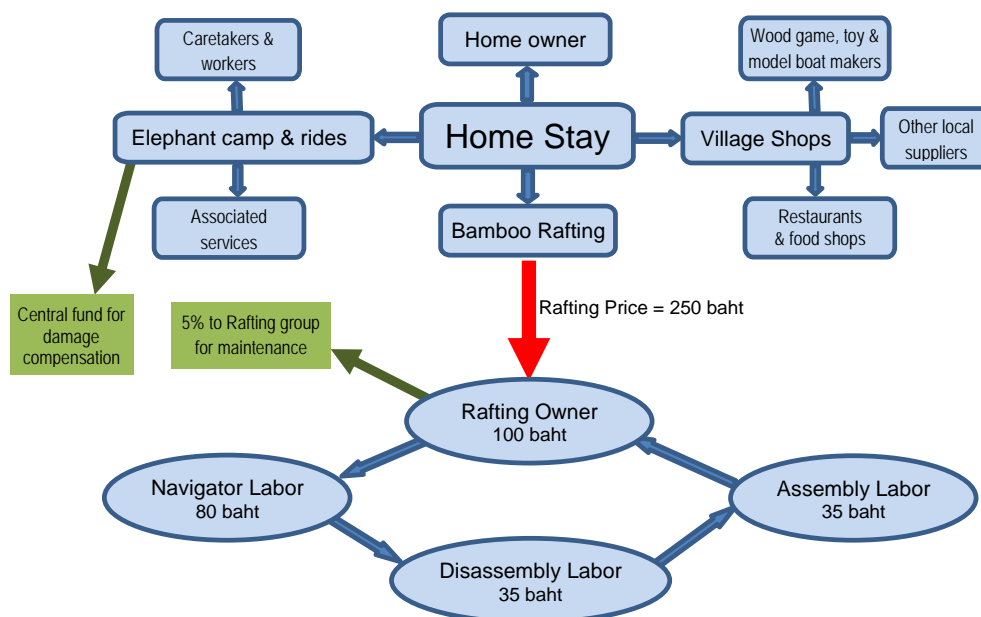 Caretakers &
workers
Home owner
Wood game, toy &
model boat makers
Elephant camp & rides
Home Stay
Village Shops
Other local
suppliers
Associated
services
Bamboo Rafting
Restaurants
& food shops
Central fund for
damage
compensation
5% to Rafting group
for maintenance
Rafting Price = 250 baht
Rafting Owner
100 baht
Navigator Labor
80 baht
Assembly Labor
35 baht
Disassembly Labor
35 baht